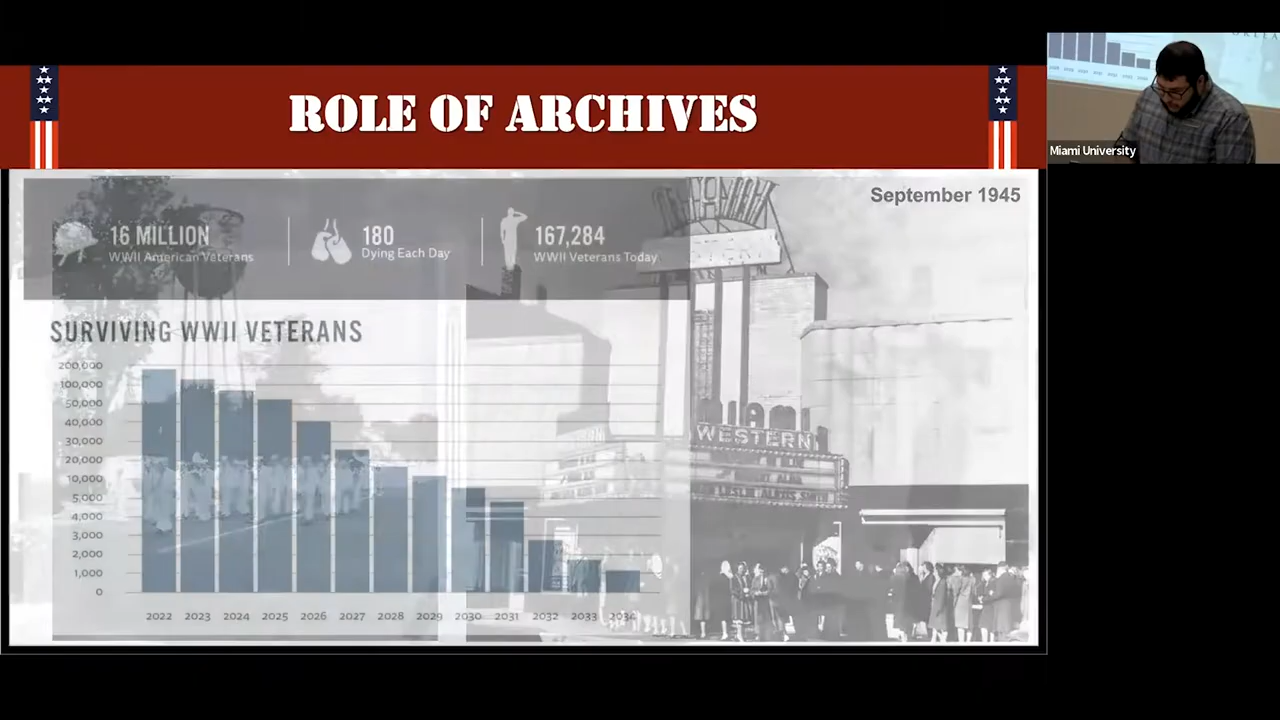 ROLE OF ARCHIVES
Miami University
September 1945
16 MILLION
WWII American Veterans
180
Dying Each Day
167,284
WWII Veterans Today
SURVIVING WWII VETERANS
200,000
100,000
50,000
40,000
30,000
20,000
10,000
5,000
4,000
3,000
2,000
1,000
0
2022 2023 2024 2025 2026 2027 2028 2029 2030 2031 2032 2033 2034
MIAMI
WESTERN